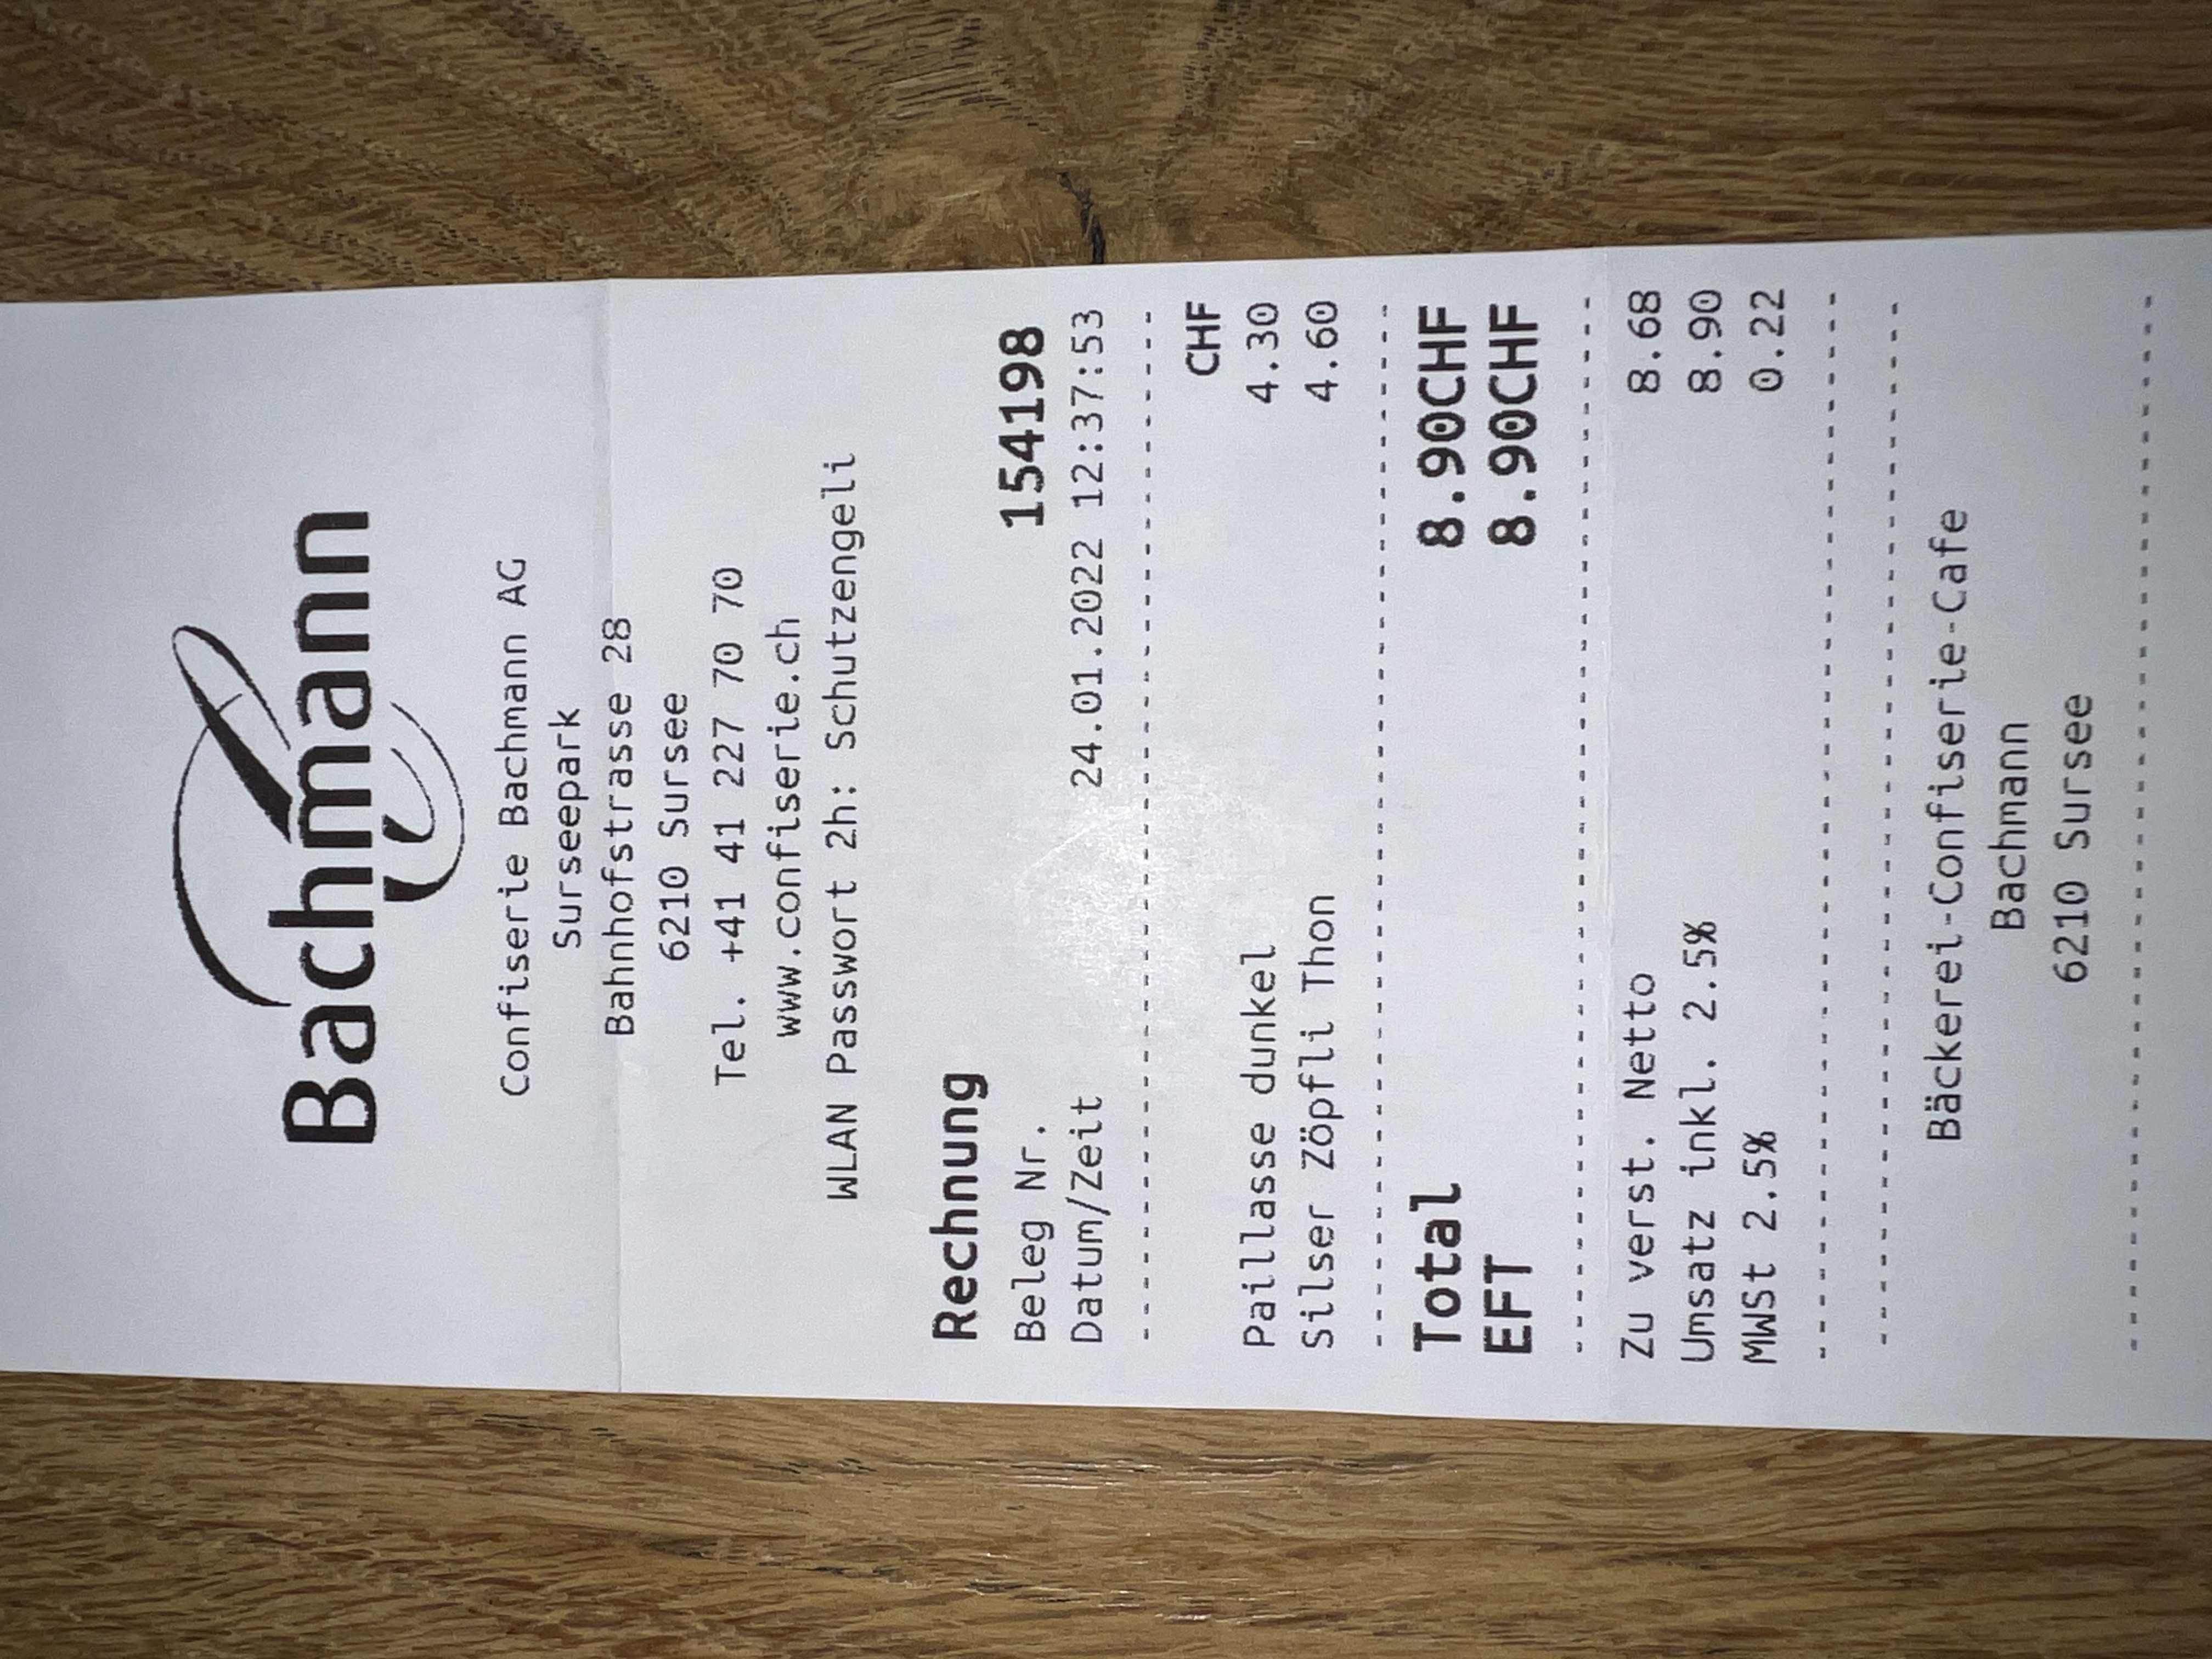 Bachmann
Confiserie Bachmann AG
Surseepark
Bahnhofstrasse 28
6210 Sursee
Tel. +41 41 227 70 70
www.confiserie.ch
WLAN Passwort 2h: Schutzengeli
Rechnung
Beleg Nr. 154198
Datum/Zeit 24.01.2022 12:37:53
CHF
Paillasse dunkel 4.30
Silser Zöpfli Thon 4.60
Total 8.90CHF
EFT 8.90CHF
Zu verst. Netto 8.68
Umsatz inkl. 2.5% 8.90
MWSt 2.5% 0.22
Bäckerei-Confiserie-Cafe
Bachmann
6210 Sursee